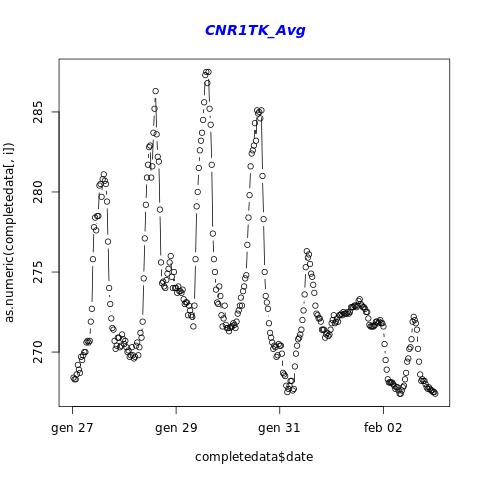 CNR1TK_Avg
as.numeric(completedata[, i])
285
280
275
270
gen 27
gen 29
gen 31
feb 02
completedata$date